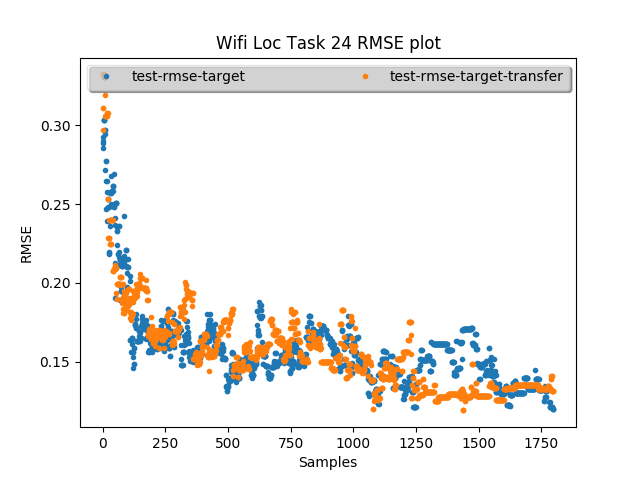 Wifi Loc Task 24 RMSE plot
test-rmse-target test-rmse-target-transfer
0.30
0.25
0.20
0.15
RMSE
0 250 500 750 1000 1250 1500 1750
Samples